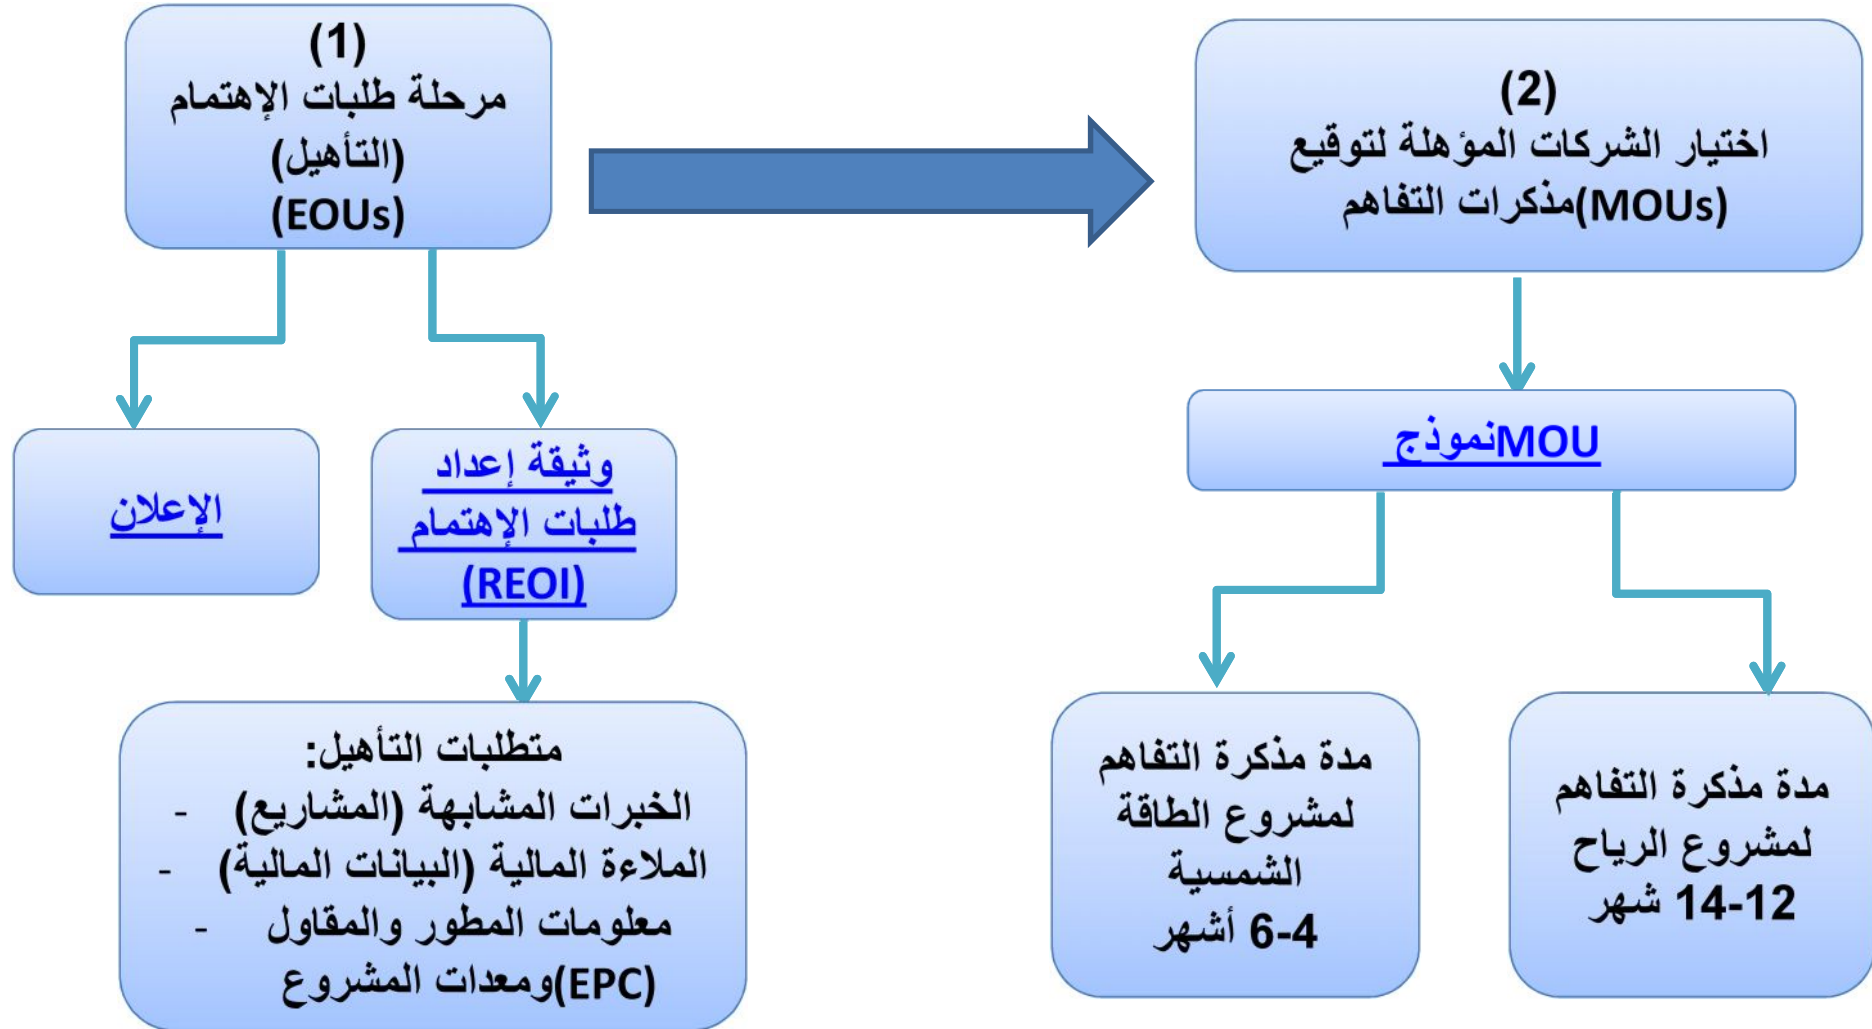 (1)
مرحلة طلبات الإهتمام
(التأهيل)
(EOUs)
(2)
اختيار الشركات المؤهلة لتوقيع
مذكرات التفاهم(MOUs)
الإعلان
وثيقة إعداد
طلبات الإهتمام
(REOI)
نموذج MOU
متطلبات التأهيل:
- الخبرات المشابهة (المشاريع)
- الملاءة المالية (البيانات المالية)
- معلومات المطور والمقاول
(EPC)ومعدات المشروع
مدة مذكرة التفاهم
لمشروع الطاقة
الشمسية
6-4 أشهر
مدة مذكرة التفاهم
لمشروع الرياح
14-12 شهر